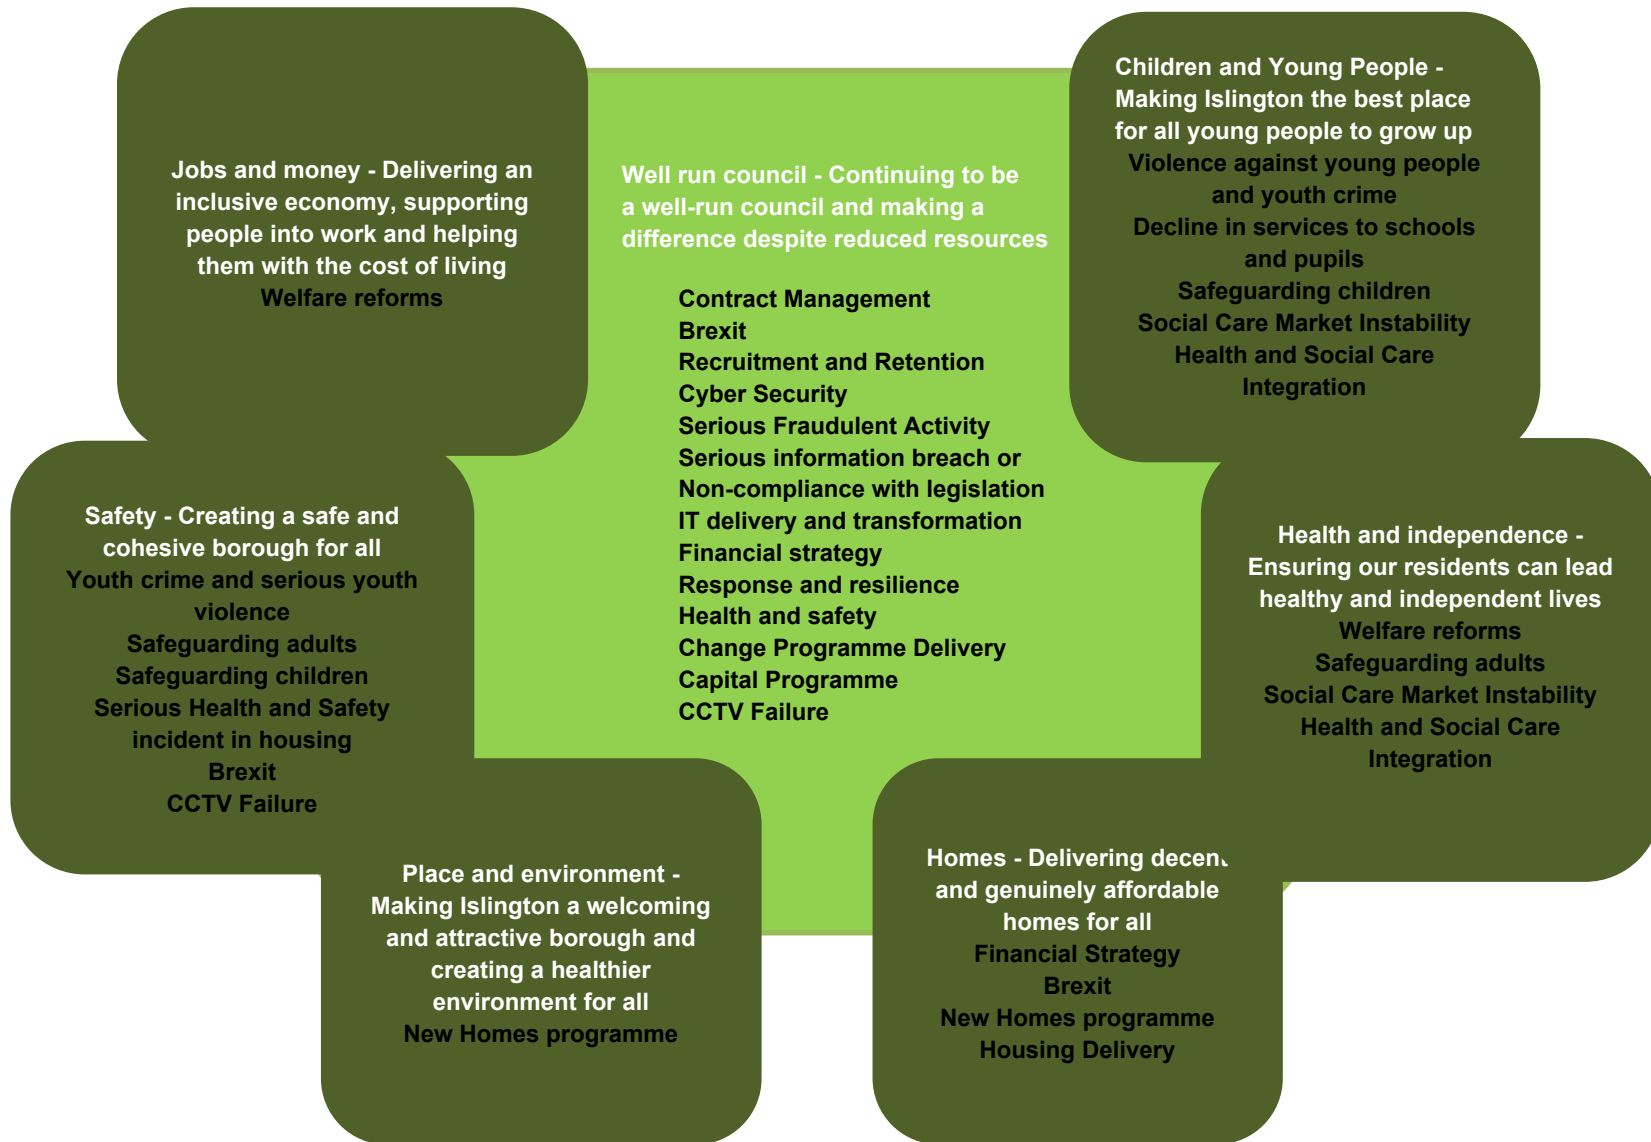 Jobs and money - Delivering an
inclusive economy, supporting
people into work and helping
them with the cost of living
Welfare reforms
Well run council - Continuing to be
a well-run council and making a
difference despite reduced resources
Contract Management
Brexit
Recruitment and Retention
Cyber Security
Serious Fraudulent Activity
Serious information breach or
Non-compliance with legislation
IT delivery and transformation
Financial strategy
Response and resilience
Health and safety
Change Programme Delivery
Capital Programme
CCTV Failure
Children and Young People -
Making Islington the best place
for all young people to grow up
Violence against young people
and youth crime
Decline in services to schools
and pupils
Safeguarding children
Social Care Market Instability
Health and Social Care
Integration
Safety - Creating a safe and
cohesive borough for all
Youth crime and serious youth
violence
Safeguarding adults
Safeguarding children
Serious Health and Safety
incident in housing
Brexit
CCTV Failure
Health and independence -
Ensuring our residents can lead
healthy and independent lives
Welfare reforms
Safeguarding adults
Social Care Market Instability
Health and Social Care
Integration
Place and environment -
Making Islington a welcoming
and attractive borough and
creating a healthier
environment for all
New Homes programme
Homes - Delivering decent
and genuinely affordable
homes for all
Financial Strategy
Brexit
New Homes programme
Housing Delivery